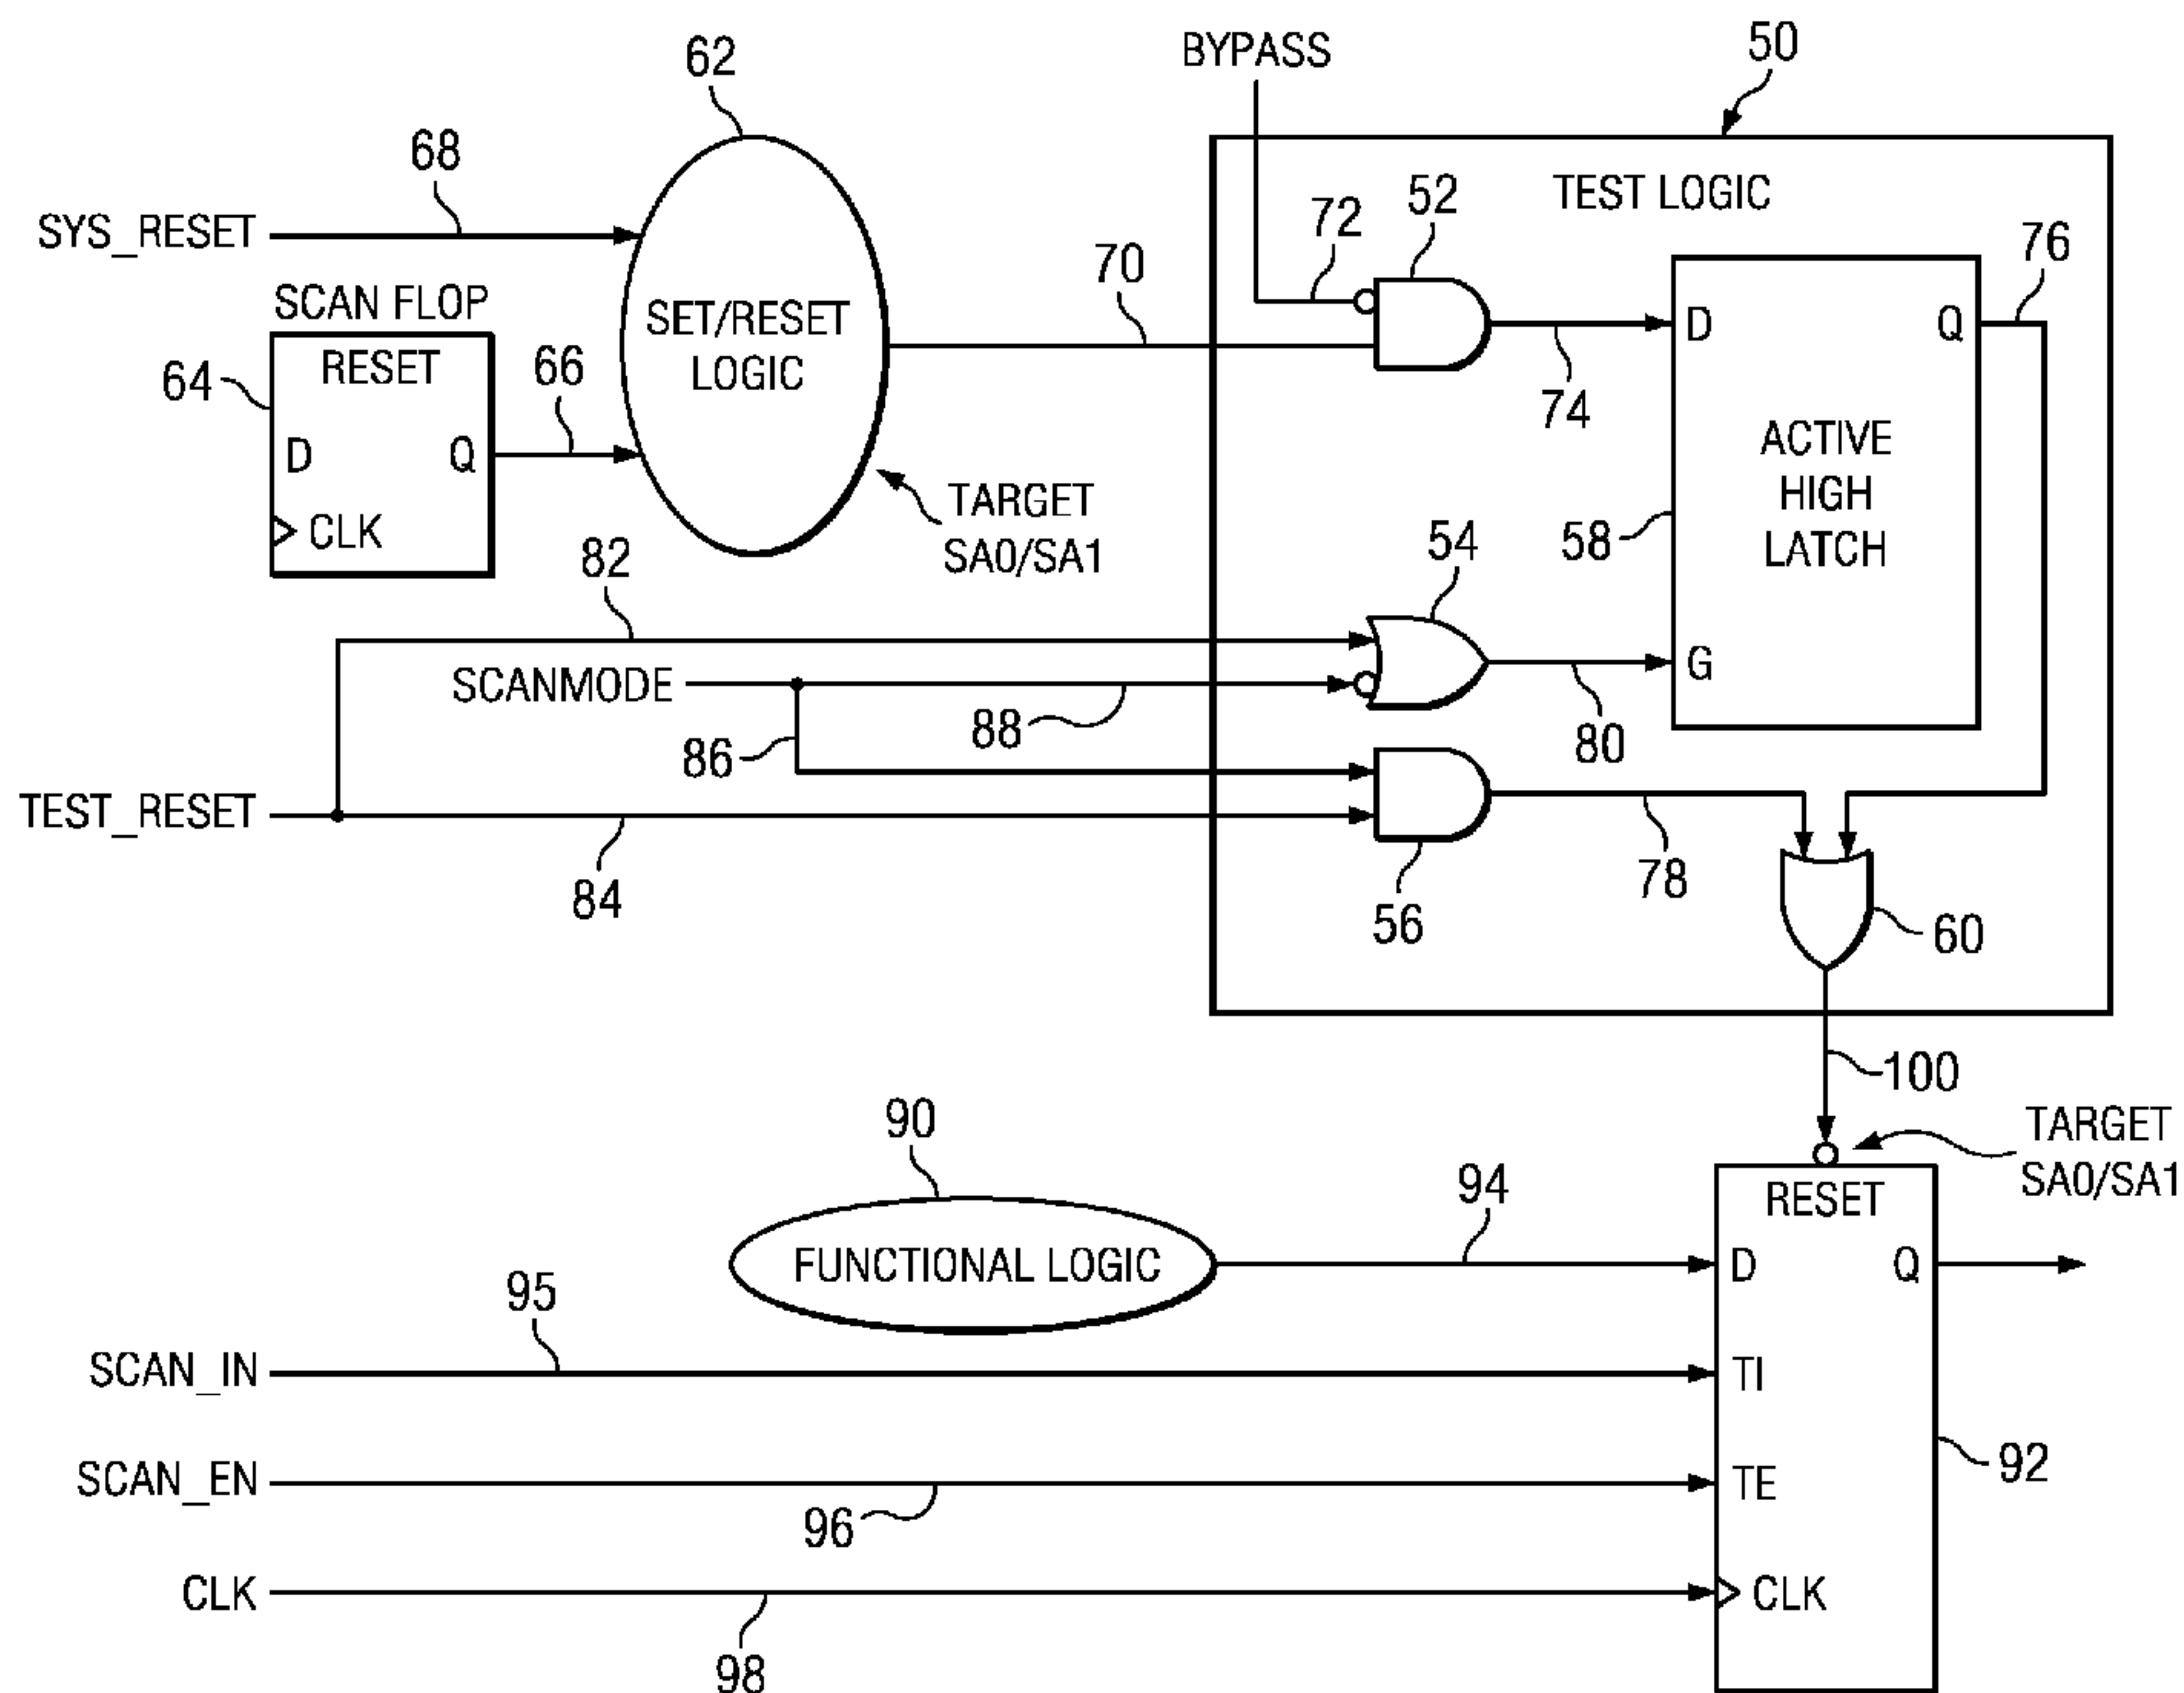 BYPASS
50
62
68
SYS_RESET
SCAN FLOP
RESET
64
D
Q
CLK
66
SET/RESET
LOGIC
TARGET
SA0/SA1
70
72
52
TEST LOGIC
76
74
D
Q
ACTIVE
HIGH
LATCH
58
G
82
54
SCANMODE
88
86
80
TEST_RESET
84
56
78
60
100
TARGET
SA0/SA1
90
FUNCTIONAL LOGIC
94
RESET
D
Q
95
SCAN_IN
TI
SCAN_EN
TE
96
92
CLK
CLK
98